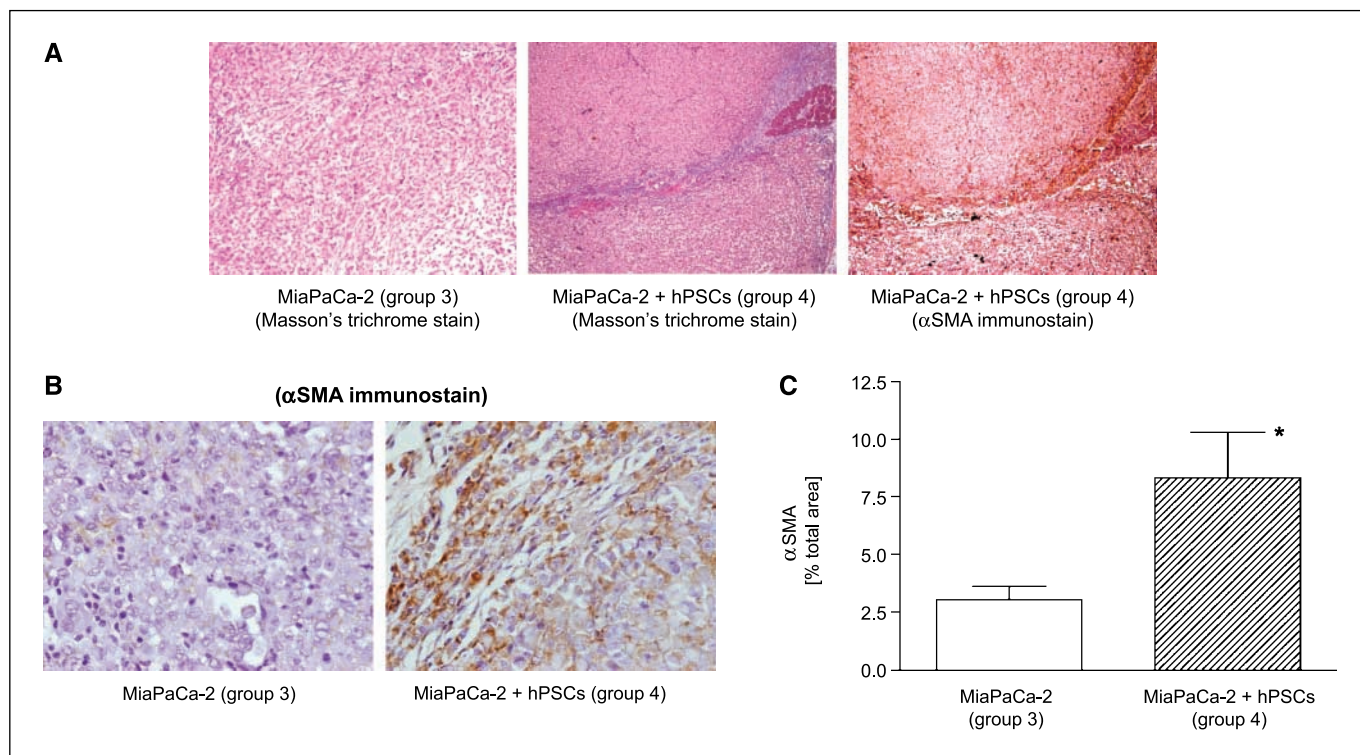 A
MiaPaCa-2 (group 3)
(Masson's trichrome stain)
MiaPaCa-2 + hPSCs (group 4)
(Masson's trichrome stain)
MiaPaCa-2 + hPSCs (group 4)
(αSMA immunostain)
B
(αSMA immunostain)
MiaPaCa-2 (group 3)
MiaPaCa-2 + hPSCs (group 4)
C
αSMA
[% total area]
12.5
10.0
7.5
5.0
2.5
0.0
*
MiaPaCa-2
(group 3)
MiaPaCa-2 + hPSCs
(group 4)